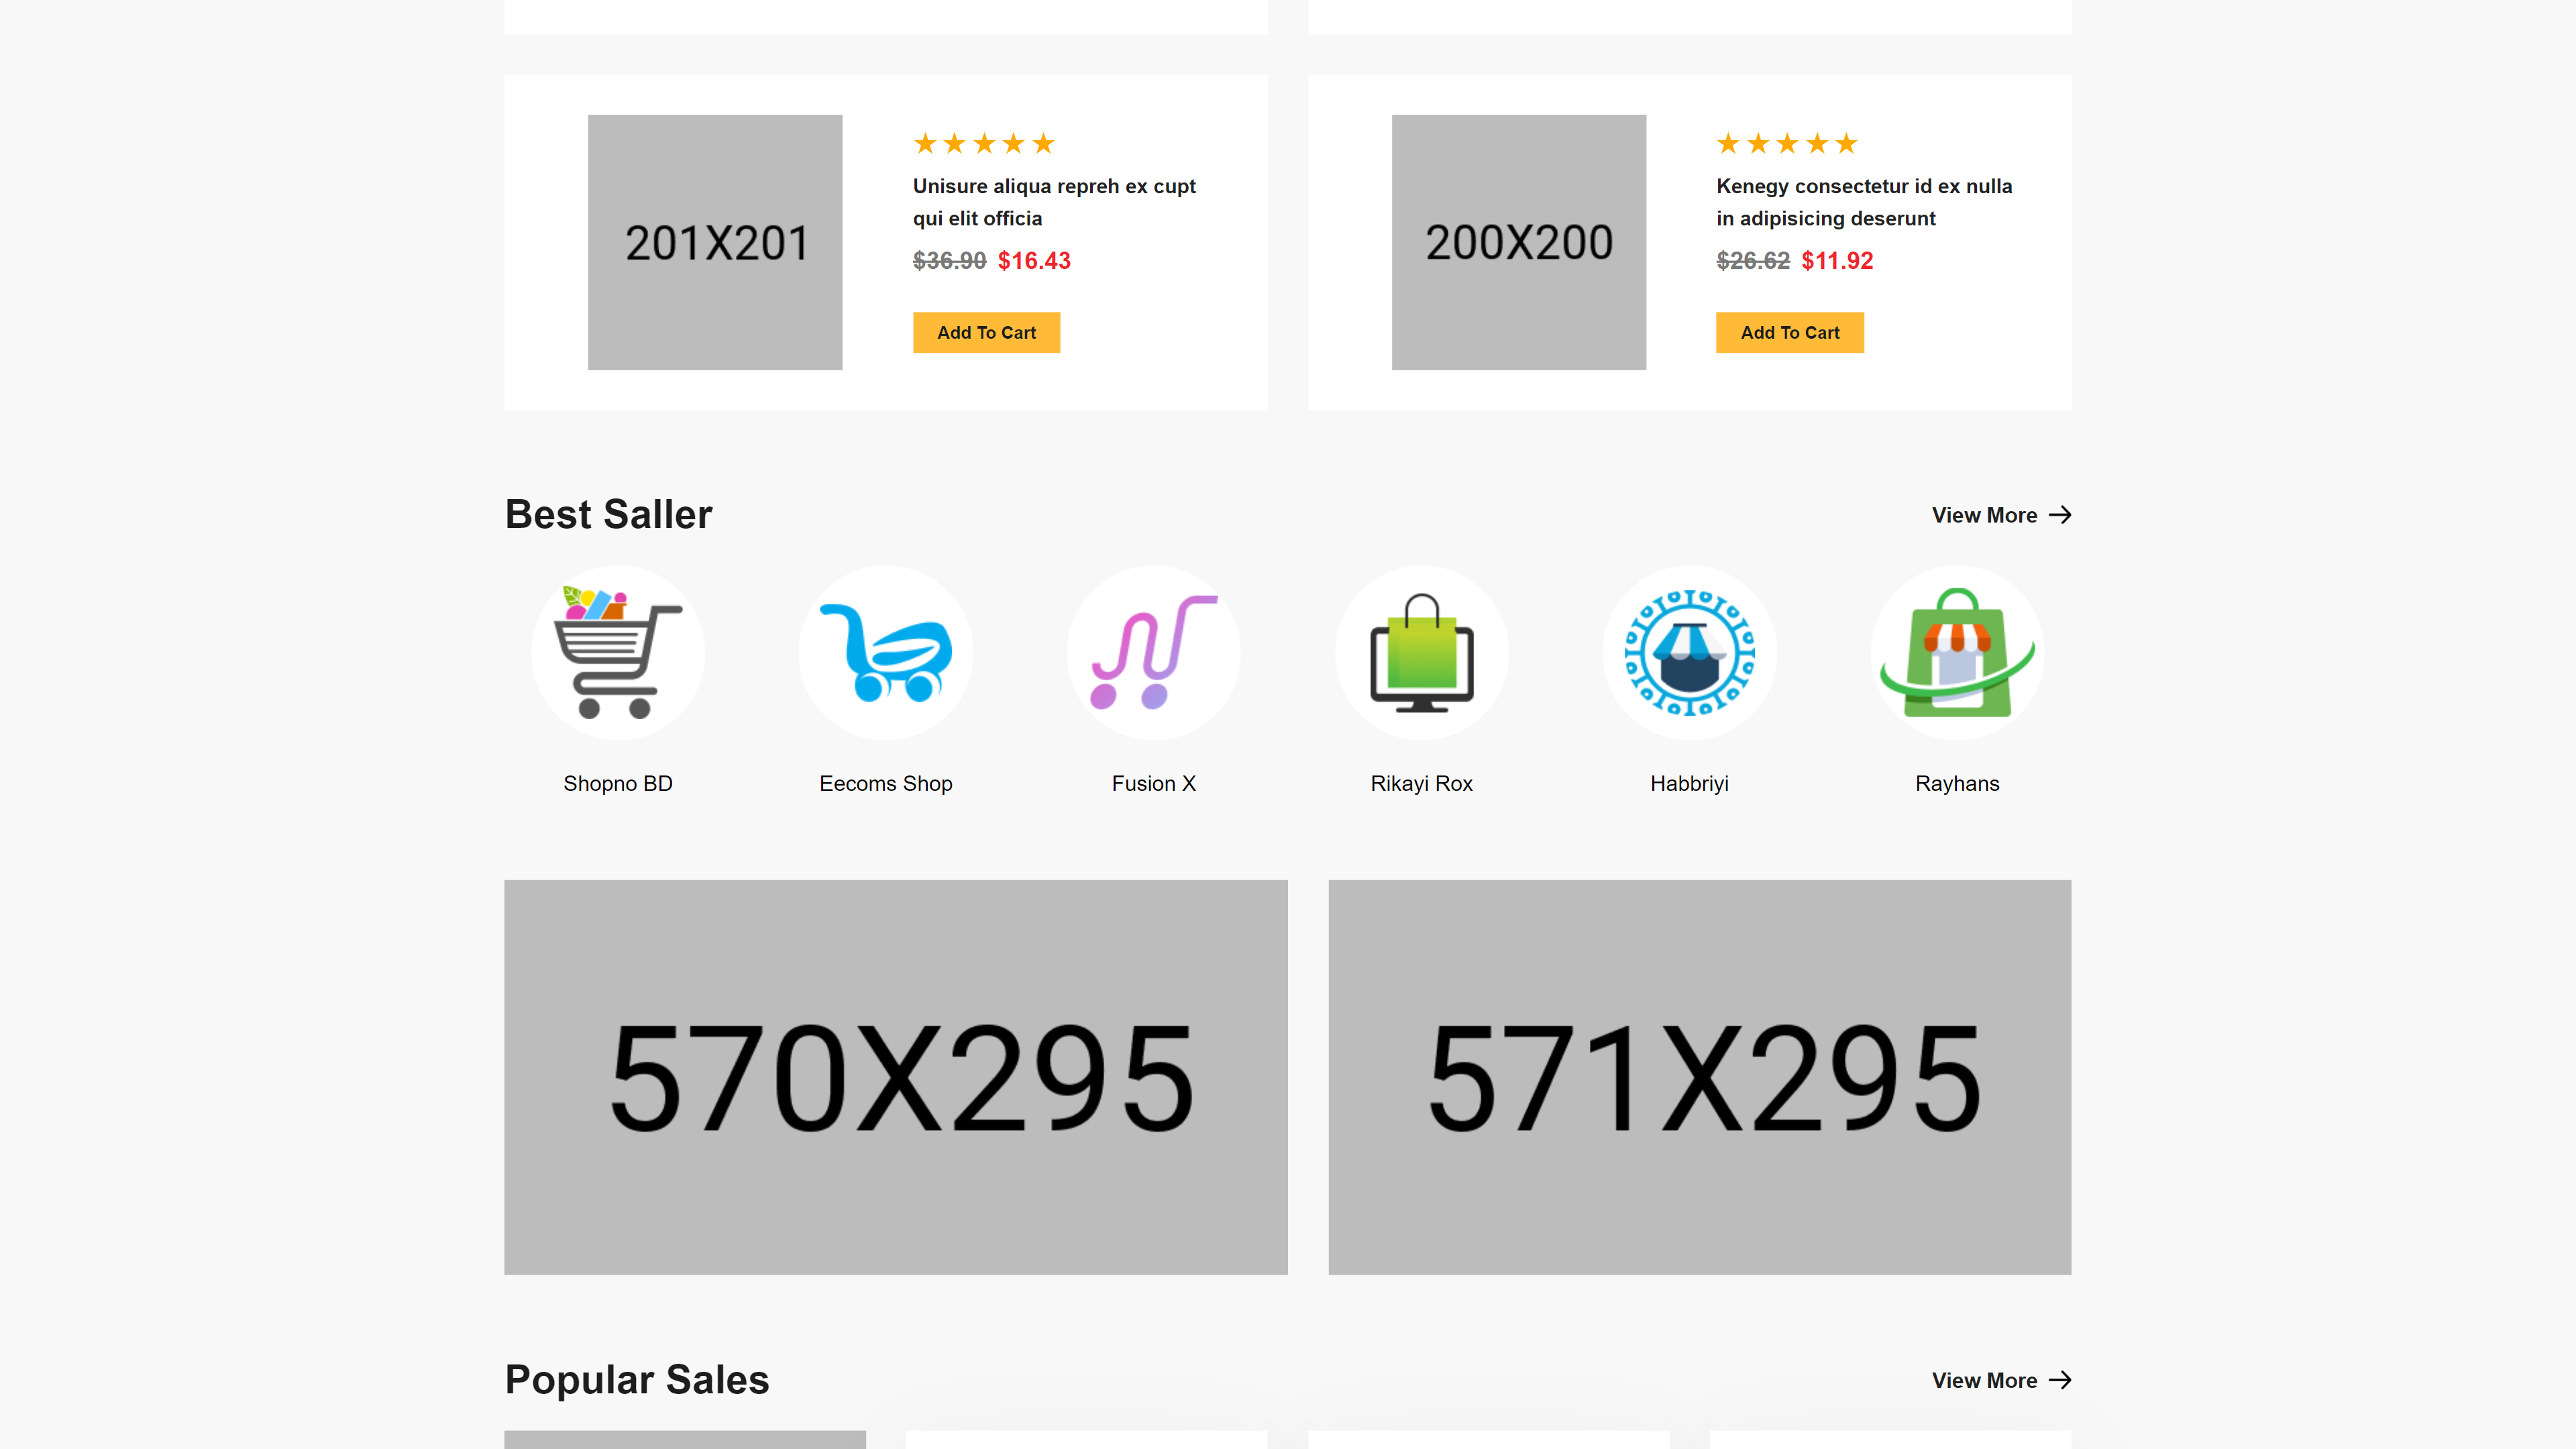 201X201
Unisure aliqua repreh ex cupt
qui elit officia
$36.90 $16.43
Add To Cart
200X200
Kenegy consectetur id ex nulla
in adipisicing deserunt
$26.62 $11.92
Add To Cart
Best Saller
View More
Shopno BD
Eecoms Shop
Fusion X
Rikayi Rox
Habbriyi
Rayhans
570X295
571X295
Popular Sales
View More